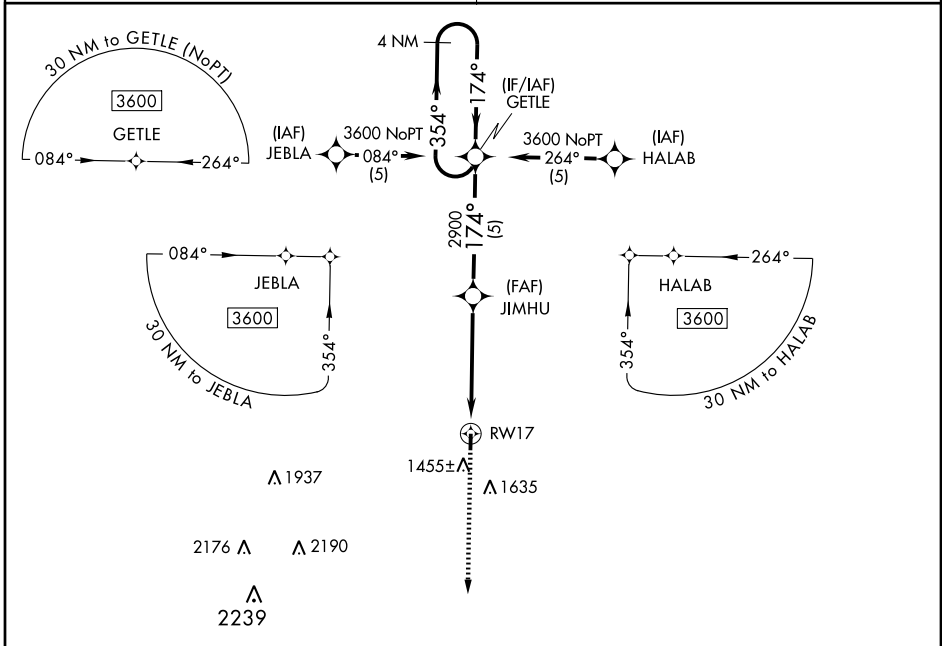 30 NM to GETLE (NoPT)
3600
GETLE
084°
264°
4 NM
354°
174°
(IF/IAF)
GETLE
(IAF)
JEBLA
3600 NoPT
084°
(5)
3600 NoPT
264°
(5)
(IAF)
HALAB
2900
174°
(5)
(FAF)
JIMHU
084°
JEBLA
3600
354°
30 NM to JEBLA
264°
HALAB
3600
354°
30 NM to HALAB
RW17
1455±
1635
1937
2176
2190
2239